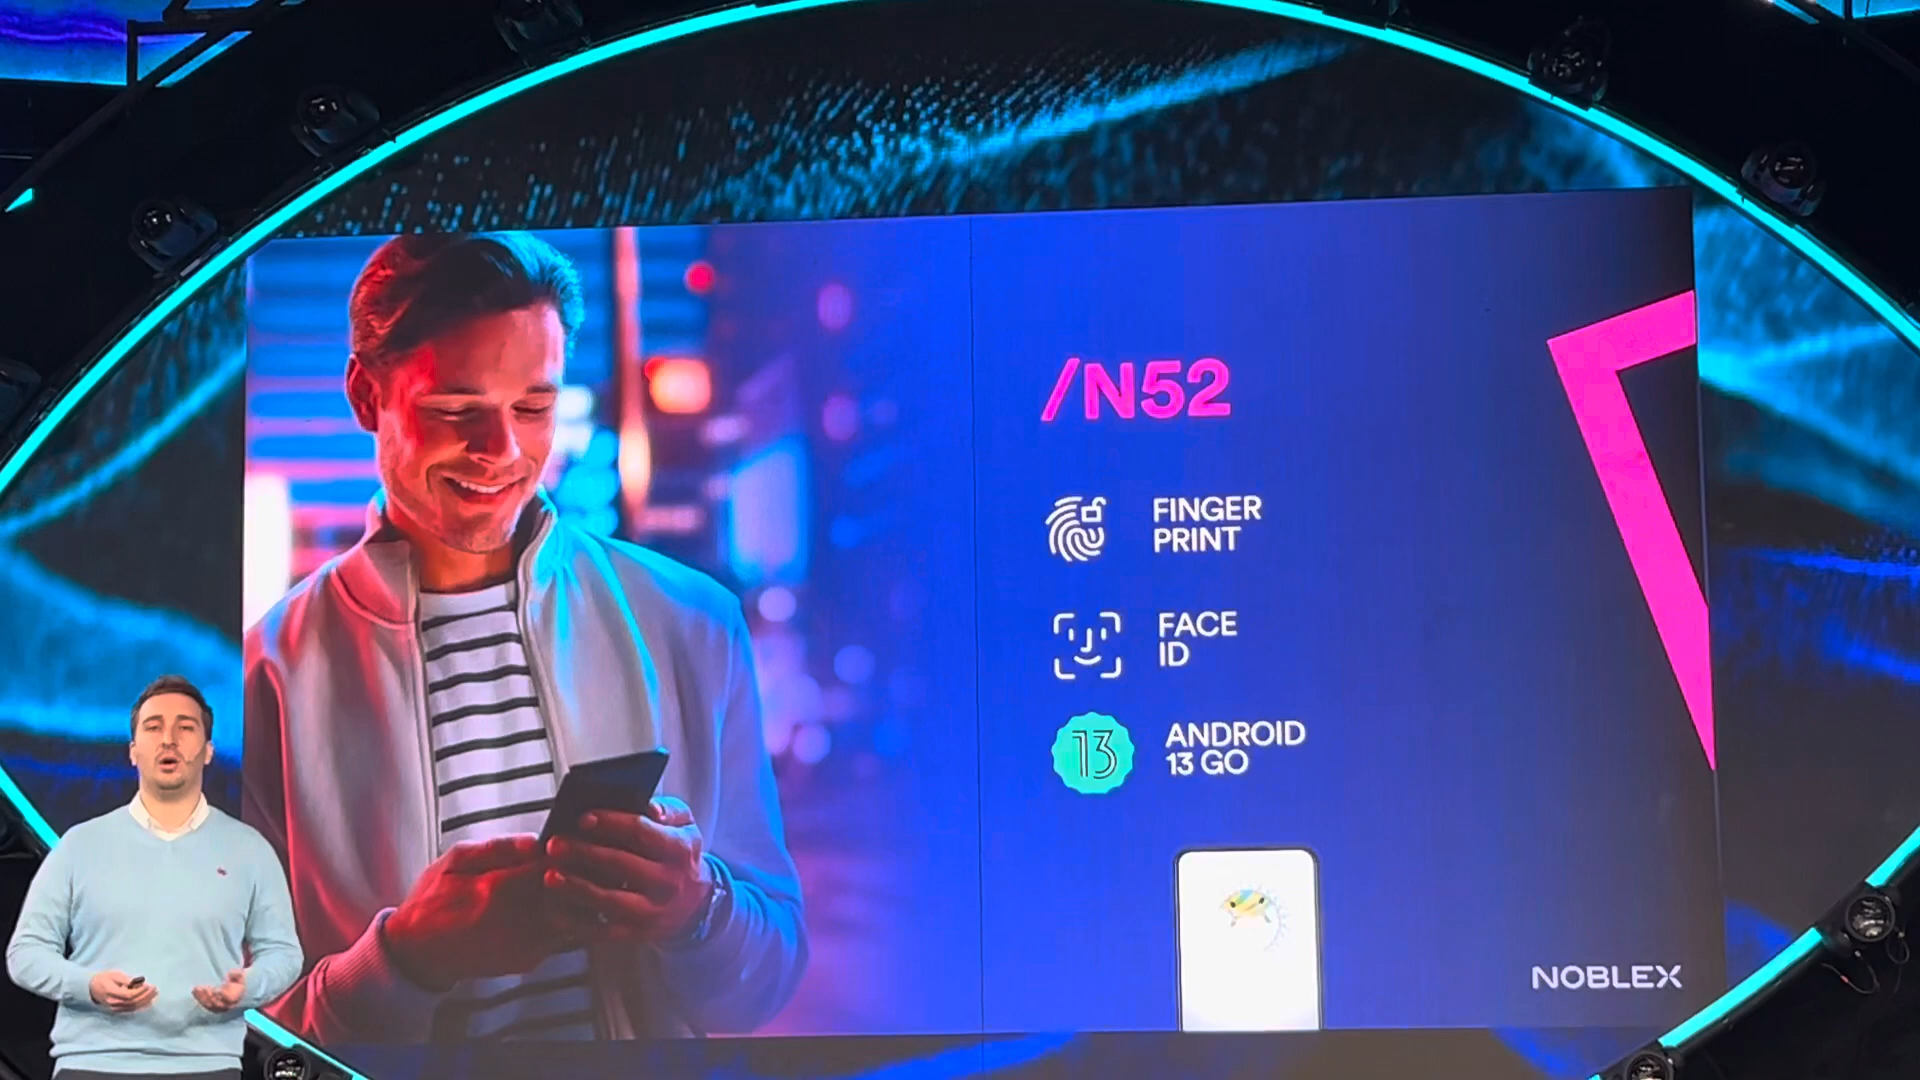 /N52
FINGER
PRINT
FACE
ID
13
ANDROID
13 GO
NOBLEX